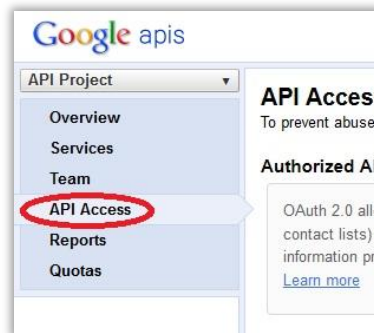 Google apis
API Project
Overview
Services
Team
API Access
Reports
Quotas
API Acces
To prevent abuse
Authorized A
OAuth 2.0 all
contact lists)
information pr
Learn more